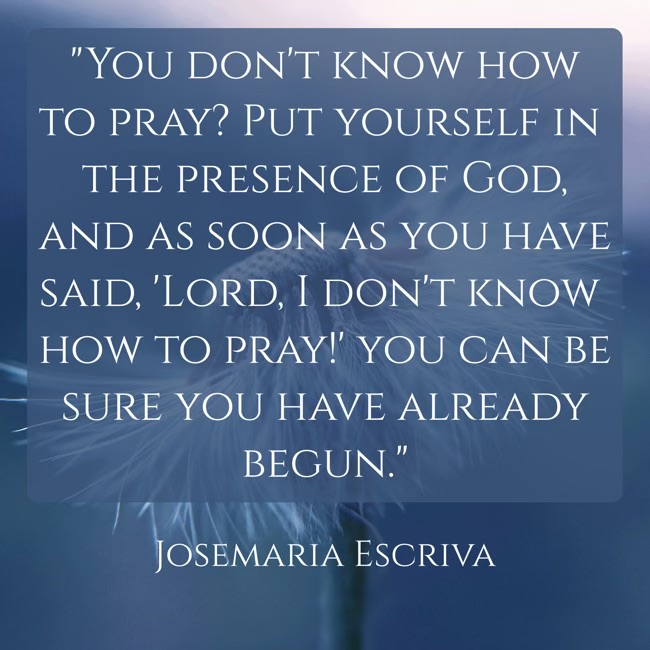 "You don't know how
to pray? Put yourself in
the presence of God,
and as soon as you have
said, 'Lord, I don't know
how to pray!' you can be
sure you have already
begun."
Josemaria Escriva